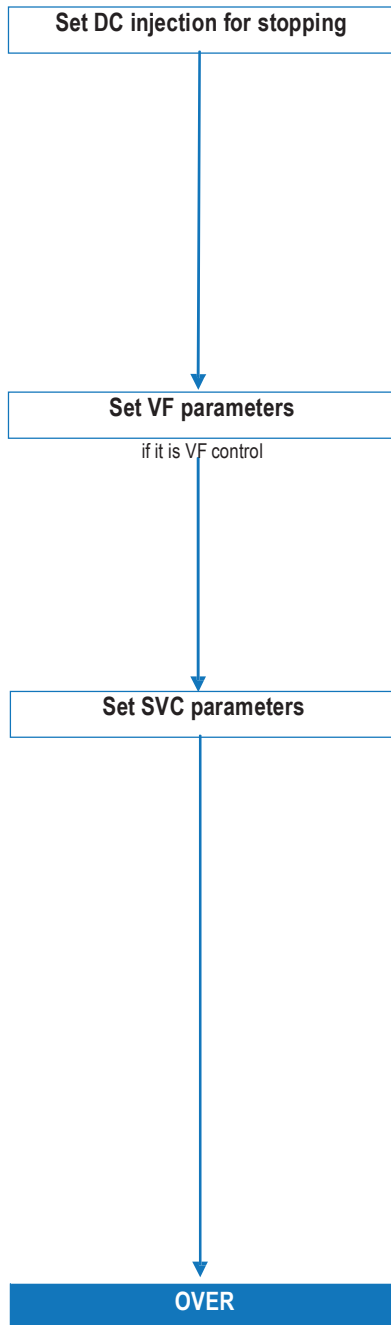 Set DC injection for stopping
Set VF parameters
if it is VF control
Set SVC parameters
OVER